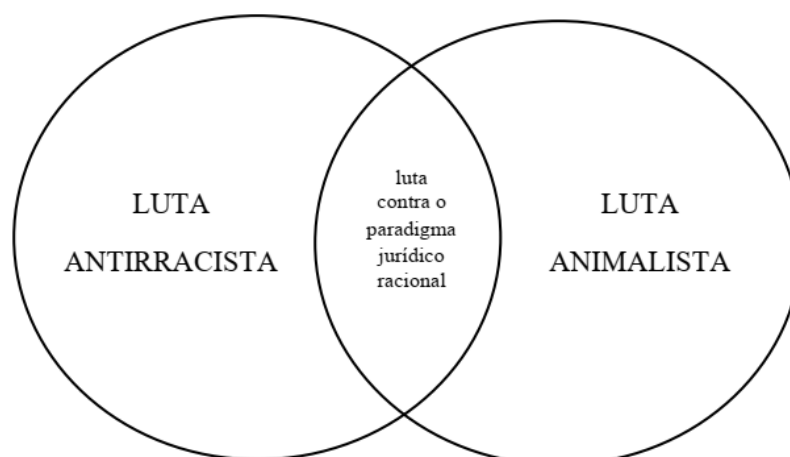 LUTA
ANTIRRACISTA
luta
contra o
paradigma
jurídico
racional
LUTA
ANIMALISTA